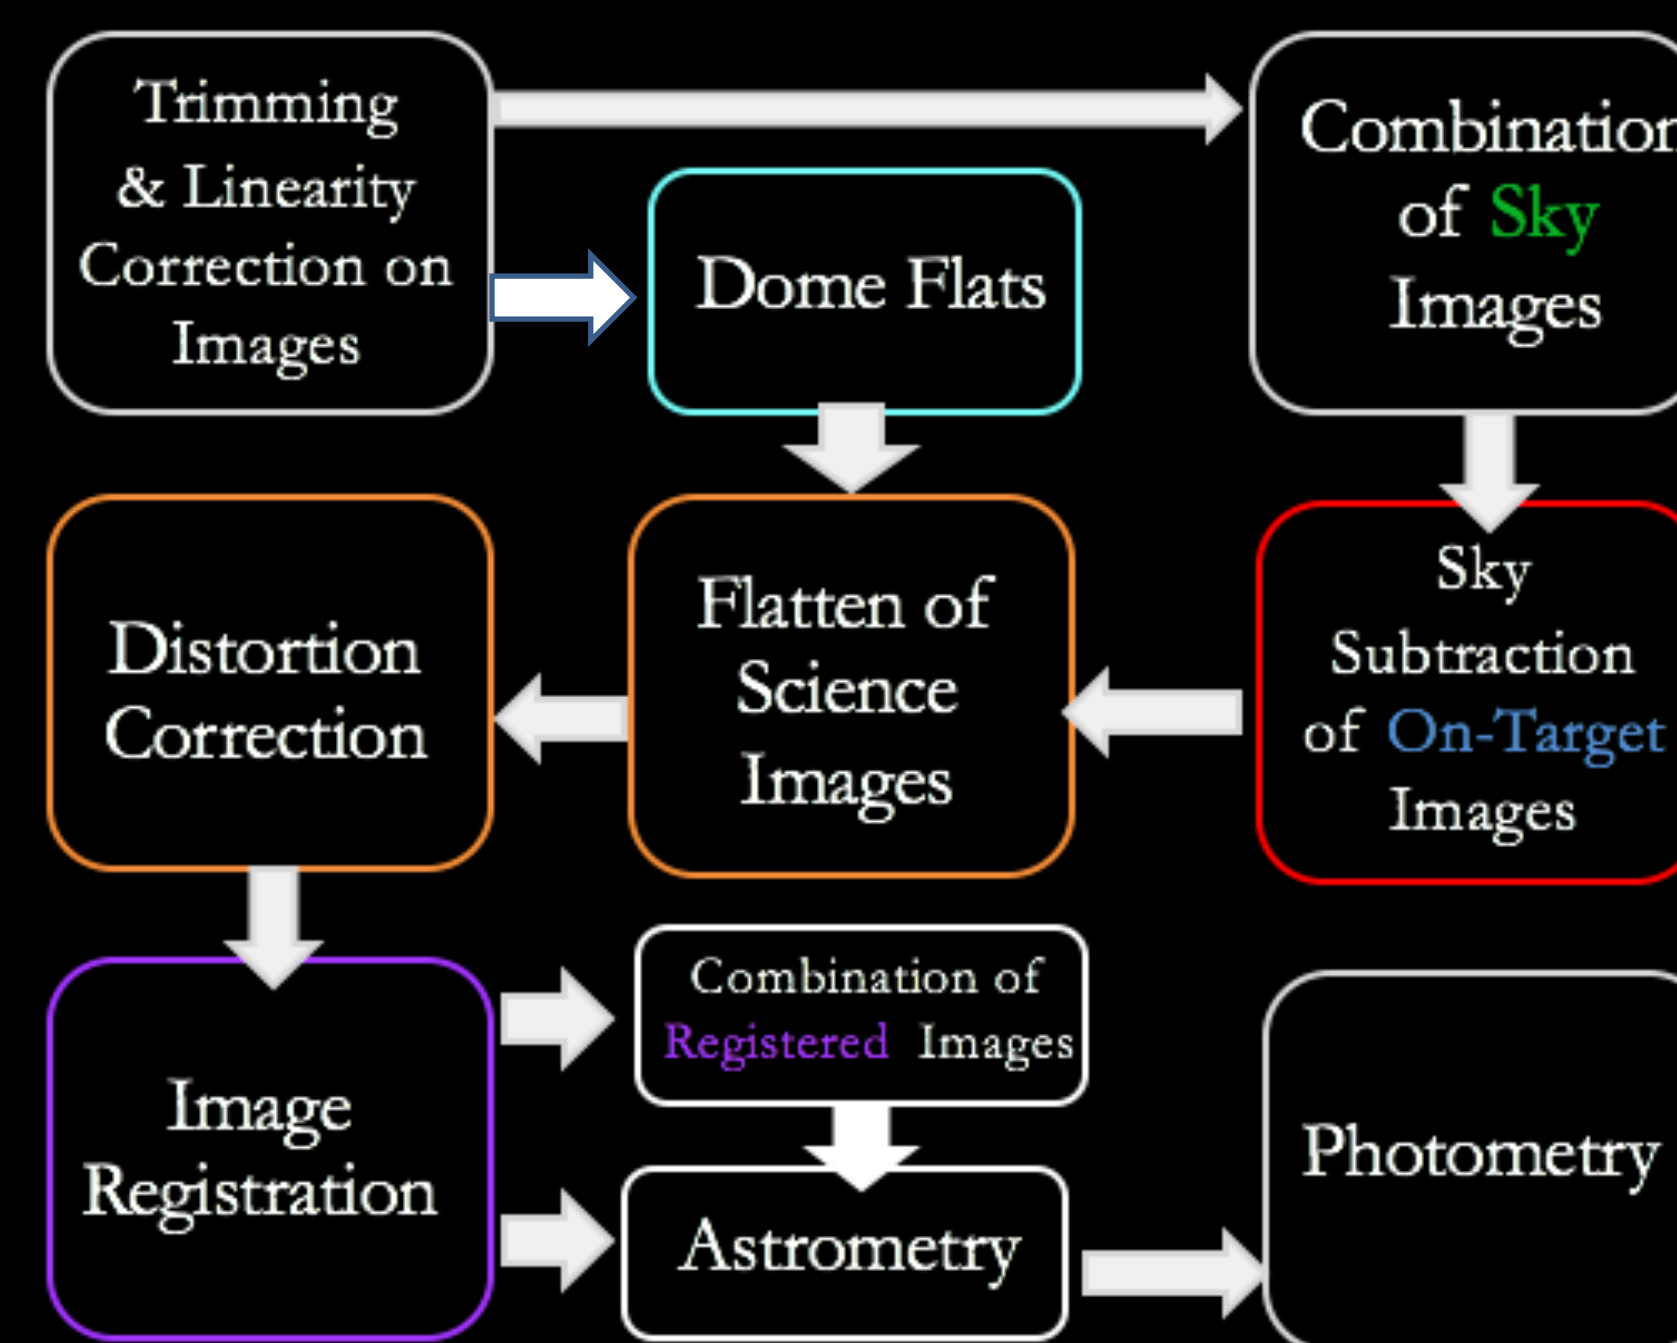 Trimming
& Linearity
Correction on
Images
Dome Flats
Combination
of Sky
Images
Distortion
Correction
Flatten of
Science
Images
Sky
Subtraction
of On-Target
Images
Image
Registration
Combination of
Registered Images
Astrometry
Photometry